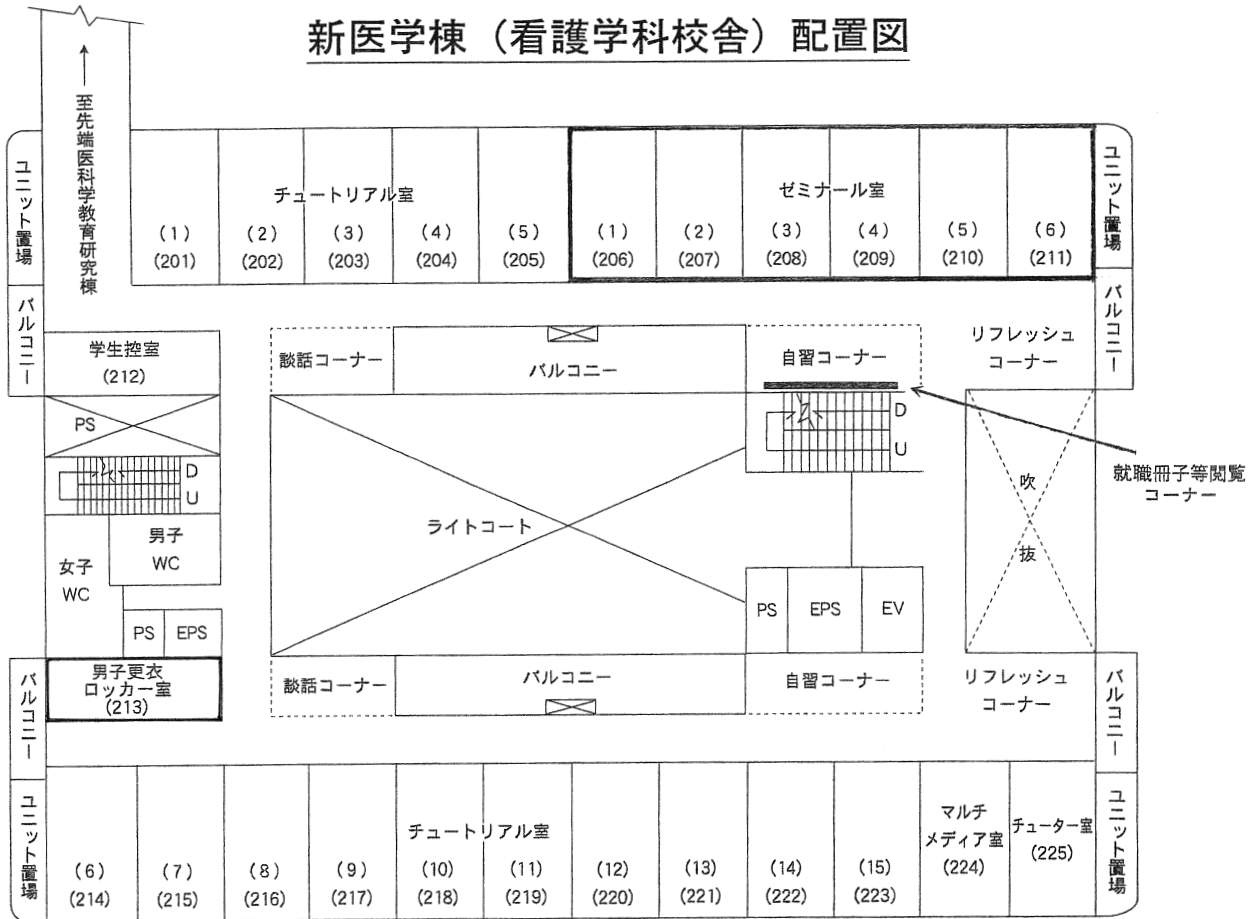 新医学棟（看護学科校舎）配置図
至先端医科学教育研究棟
ユニット置場
バルコニー
チュートリアル室
(1) (2) (3) (4) (5)
(201) (202) (203) (204) (205)
ゼミナール室
(1) (2) (3) (4) (5) (6)
(206) (207) (208) (209) (210) (211)
ユニット置場
バルコニー
学生控室
(212)
談話コーナー
バルコニー
自習コーナー
リフレッシュ
コーナー
PS
D
U
D
U
就職冊子等閲覧
コーナー
吹
抜
ライトコート
男子
WC
女子
WC
PS
EPS
PS
EPS
EV
男子更衣
ロッカー室
(213)
バルコニー
談話コーナー
バルコニー
自習コーナー
リフレッシュ
コーナー
バルコニー
ユニット置場
チュートリアル室
(6) (7) (8) (9) (10) (11) (12) (13) (14) (15)
(214) (215) (216) (217) (218) (219) (220) (221) (222) (223)
マルチ
メディア室
(224)
チューター室
(225)
ユニット置場